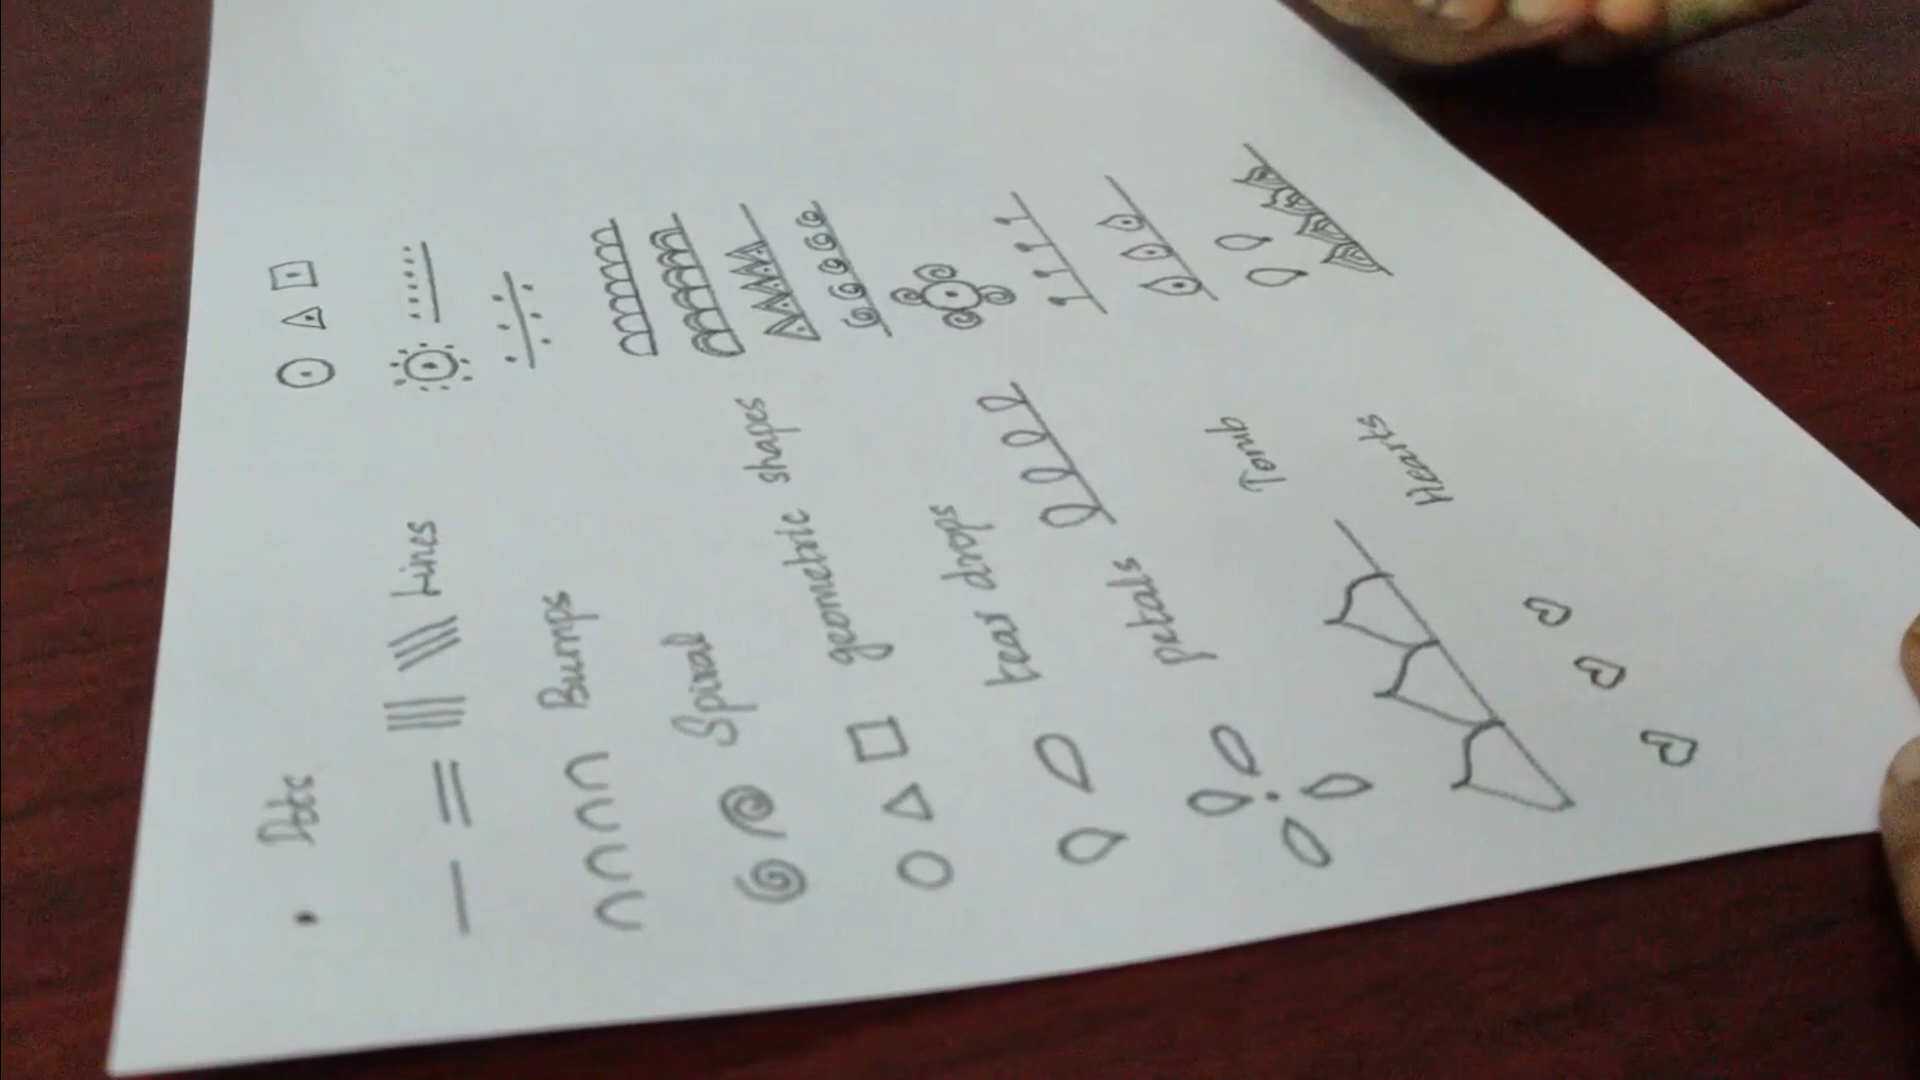 Dots
Lines
Bumps
Spiral
geometric shapes
tear drops
petals
Tomb
Hearts